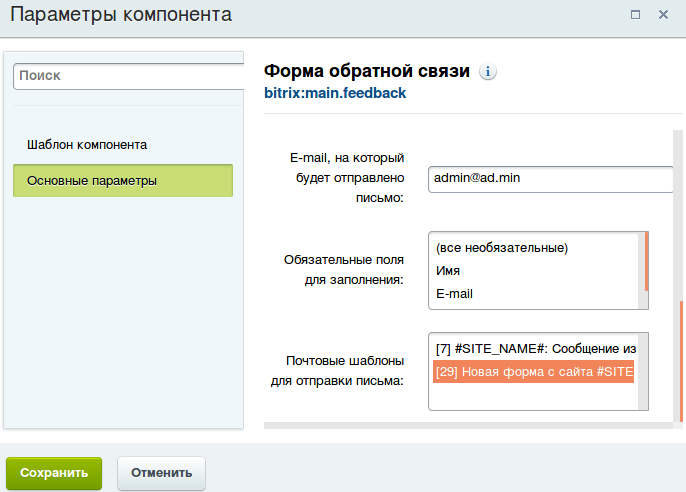 Параметры компонента
Поиск
Шаблон компонента
Основные параметры
Форма обратной связи
bitrix:main.feedback
E-mail, на который
будет отправлено
письмо:
admin@ad.min
Обязательные поля
для заполнения:
(все необязательные)
Имя
E-mail
Почтовые шаблоны
для отправки письма:
[7] #SITE_NAME#: Сообщение из
[29] Новая форма с сайта #SITE
Сохранить
Отменить